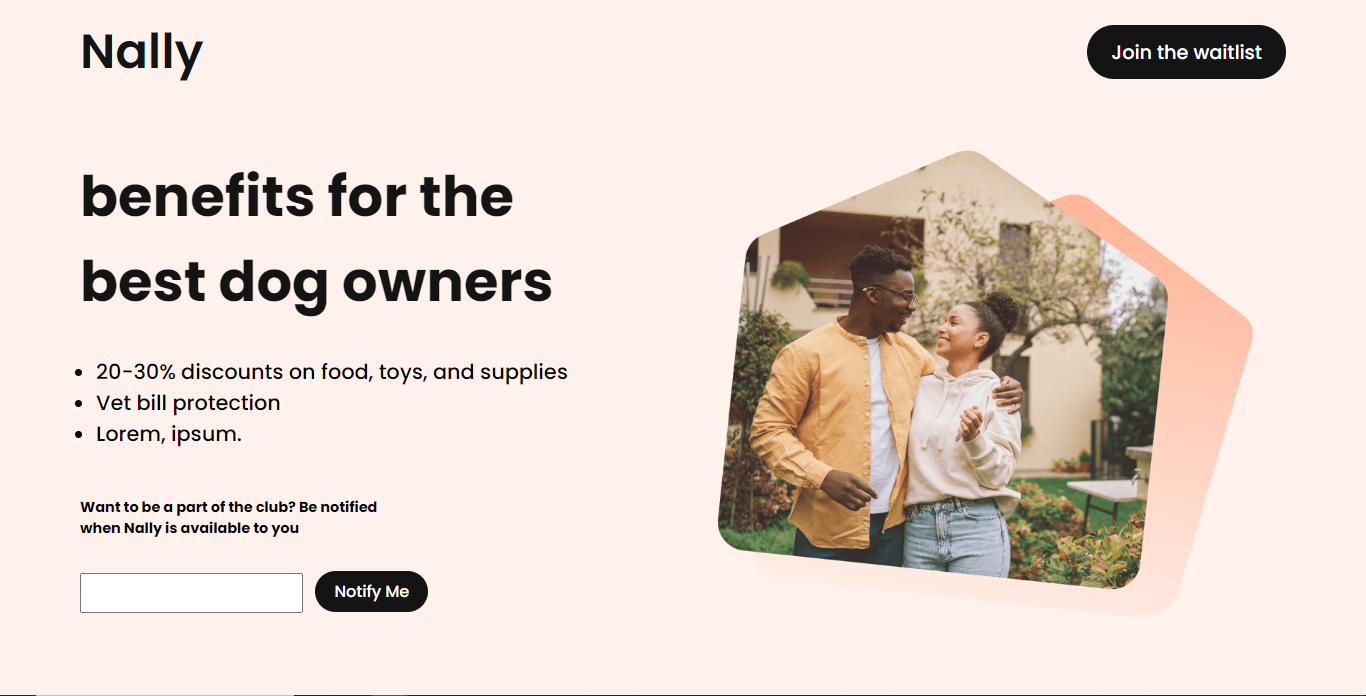 Nally
Join the waitlist
benefits for the
best dog owners
20-30% discounts on food, toys, and supplies
Vet bill protection
Lorem, ipsum.
Want to be a part of the club? Be notified
when Nally is available to you
Notify Me